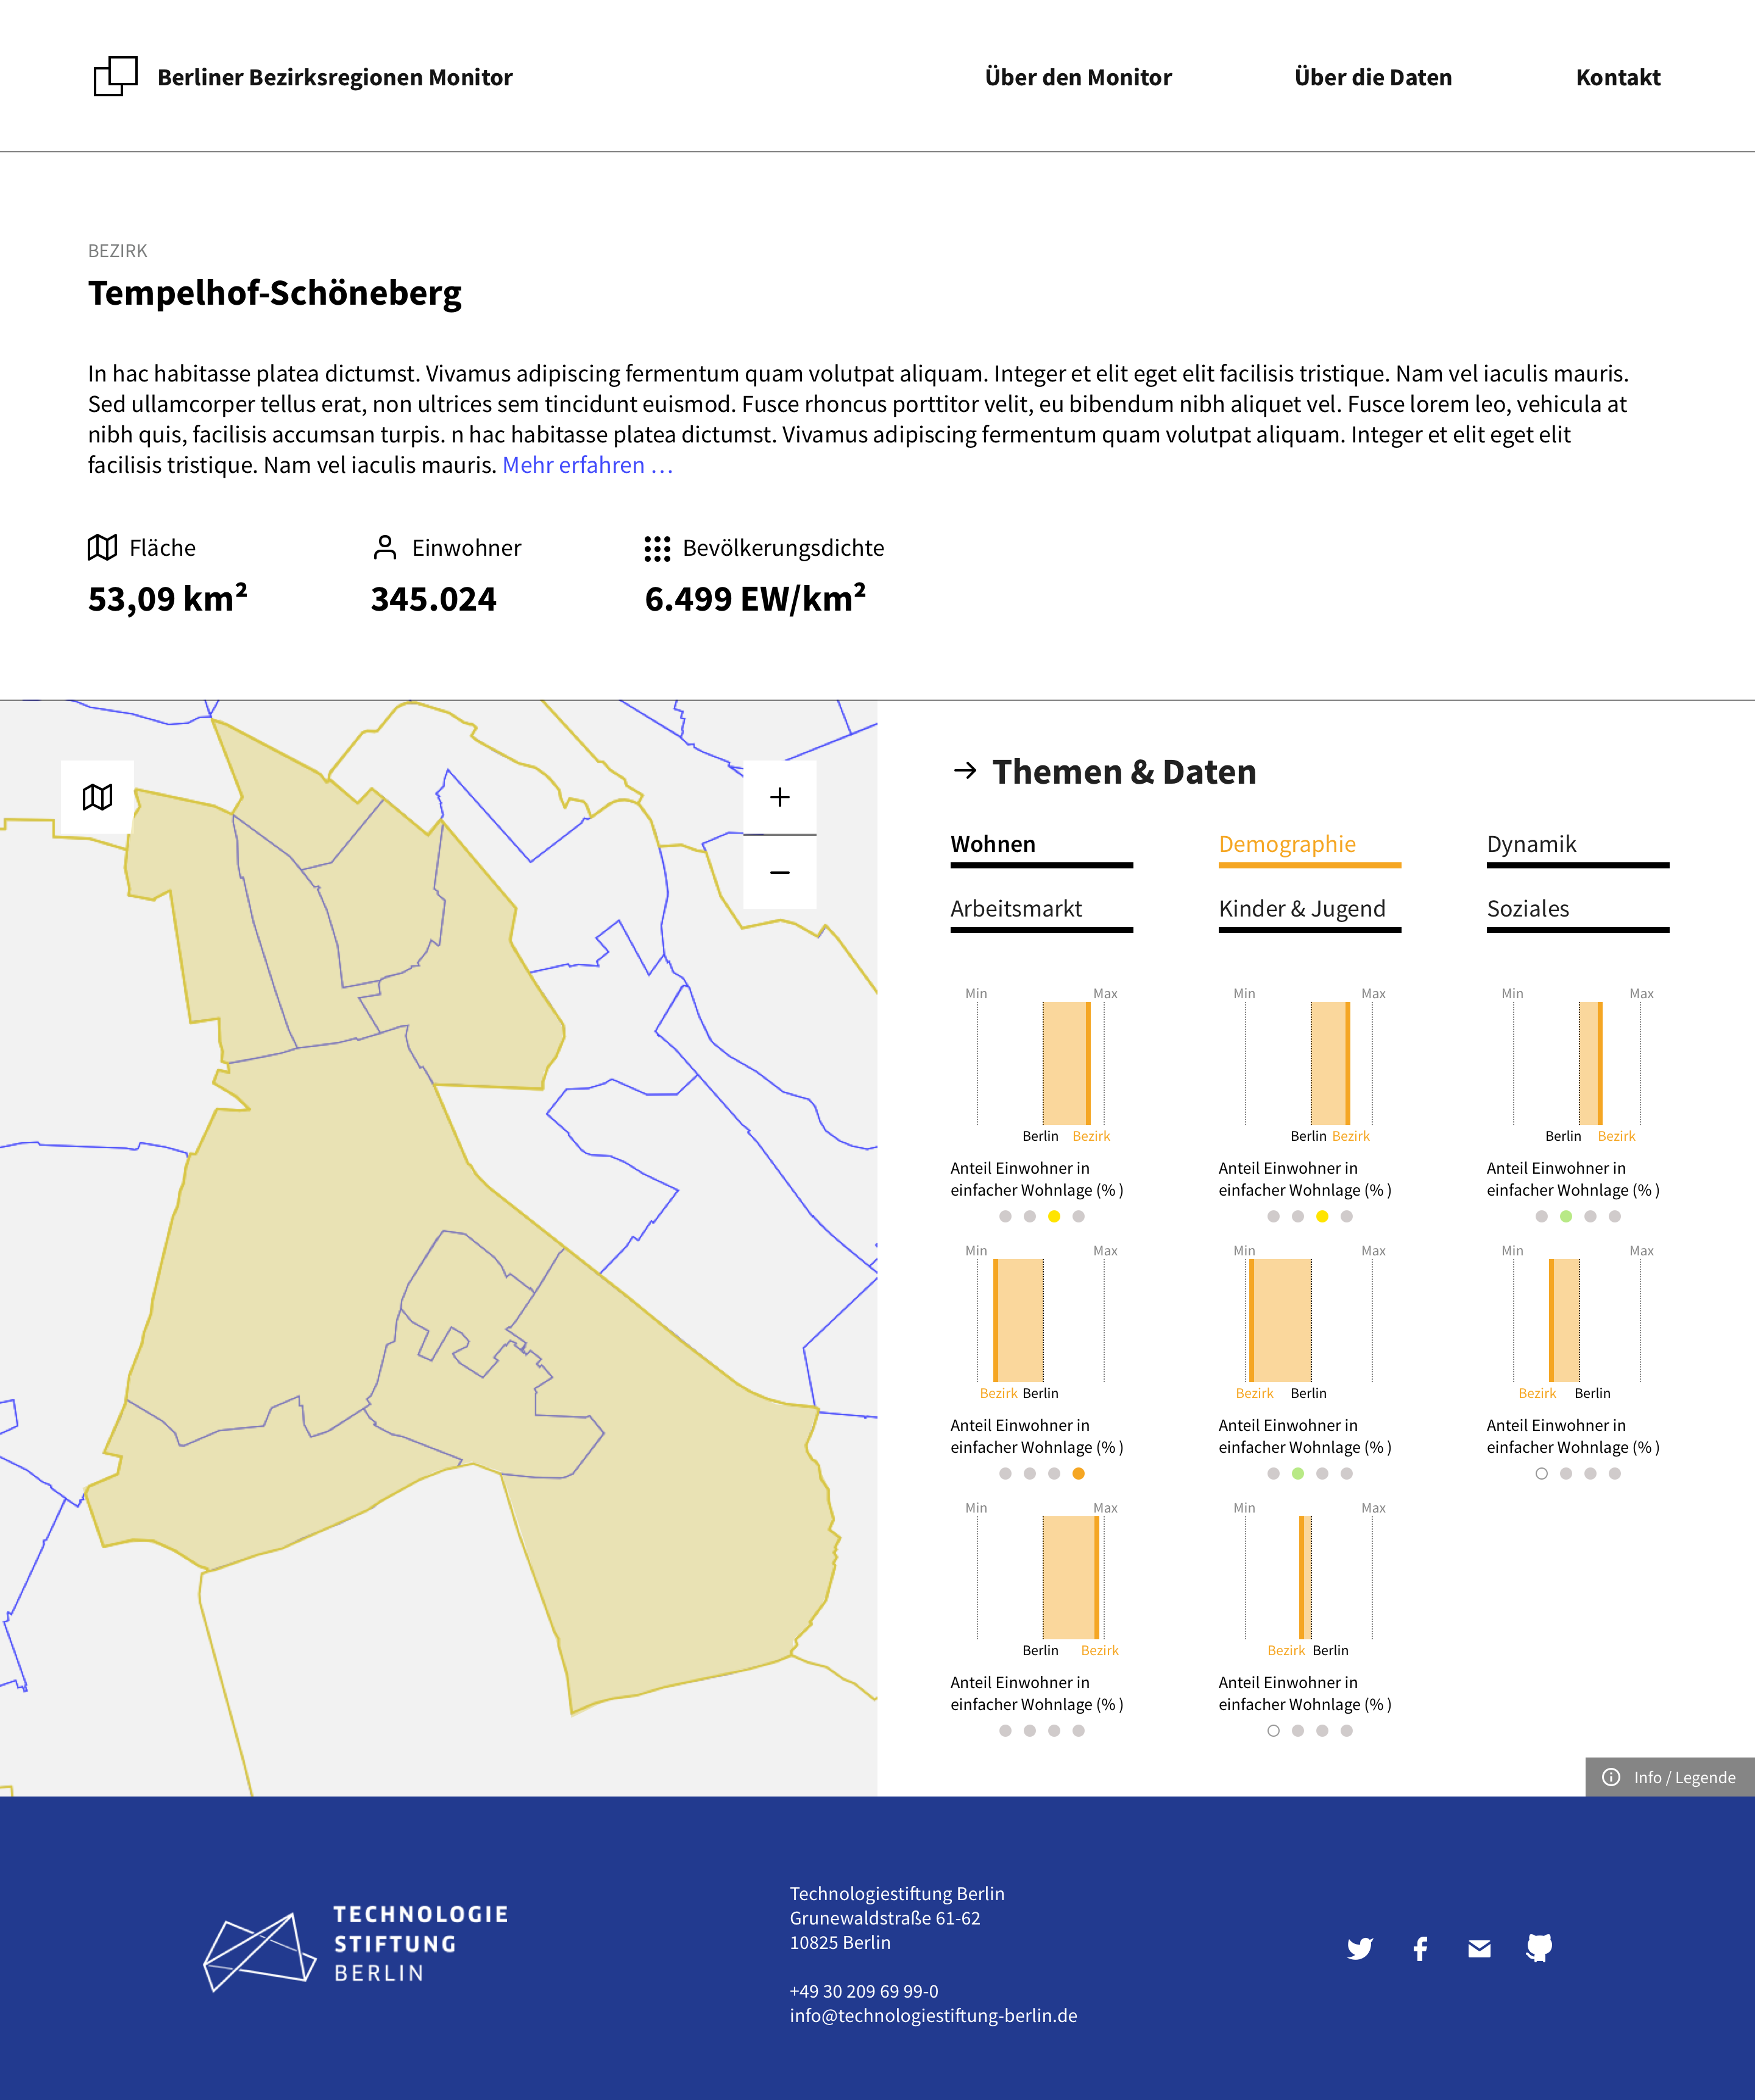 Berliner Bezirksregionen Monitor
Über den Monitor
Über die Daten
Kontakt
BEZIRK
Tempelhof-Schöneberg
In hac habitasse platea dictumst. Vivamus adipiscing fermentum quam volutpat aliquam. Integer et elit eget elit facilisis tristique. Nam vel iaculis mauris.
Sed ullamcorper tellus erat, non ultrices sem tincidunt euismod. Fusce rhoncus porttitor velit, eu bibendum nibh aliquet vel. Fusce lorem leo, vehicula at
nibh quis, facilisis accumsan turpis. n hac habitasse platea dictumst. Vivamus adipiscing fermentum quam volutpat aliquam. Integer et elit eget elit
facilisis tristique. Nam vel iaculis mauris. Mehr erfahren …
Fläche
53,09 km²
Einwohner
345.024
Bevölkerungsdichte
6.499 EW/km²
Themen & Daten
Wohnen
Demographie
Dynamik
Arbeitsmarkt
Kinder & Jugend
Soziales
Min
Max
Berlin
Bezirk
Anteil Einwohner in
einfacher Wohnlage (% )
Min
Max
Berlin
Bezirk
Anteil Einwohner in
einfacher Wohnlage (% )
Min
Max
Berlin
Bezirk
Anteil Einwohner in
einfacher Wohnlage (% )
Min
Max
Bezirk
Berlin
Anteil Einwohner in
einfacher Wohnlage (% )
Min
Max
Bezirk
Berlin
Anteil Einwohner in
einfacher Wohnlage (% )
Min
Max
Bezirk
Berlin
Anteil Einwohner in
einfacher Wohnlage (% )
Min
Max
Berlin
Bezirk
Anteil Einwohner in
einfacher Wohnlage (% )
Min
Max
Bezirk
Berlin
Anteil Einwohner in
einfacher Wohnlage (% )
Info / Legende
TECHNOLOGIE
STIFTUNG
BERLIN
Technologiestiftung Berlin
Grunewaldstraße 61-62
10825 Berlin
+49 30 209 69 99-0
info@technologiestiftung-berlin.de